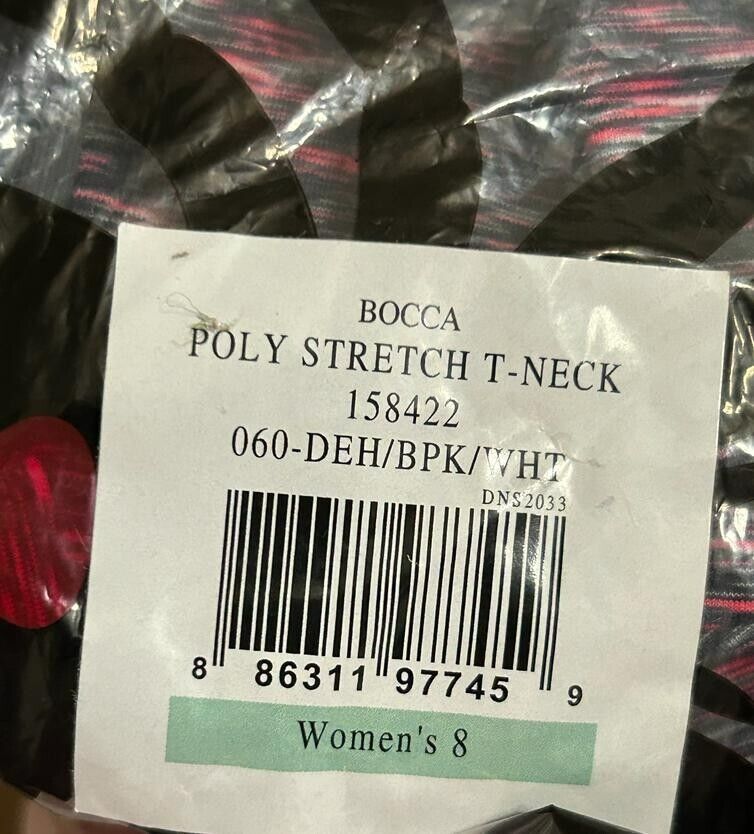 BOCCA
POLY STRETCH T-NECK
158422
060-DEH/BPK/WHT
DNS2033
8 86311 97745 9
Women's 8